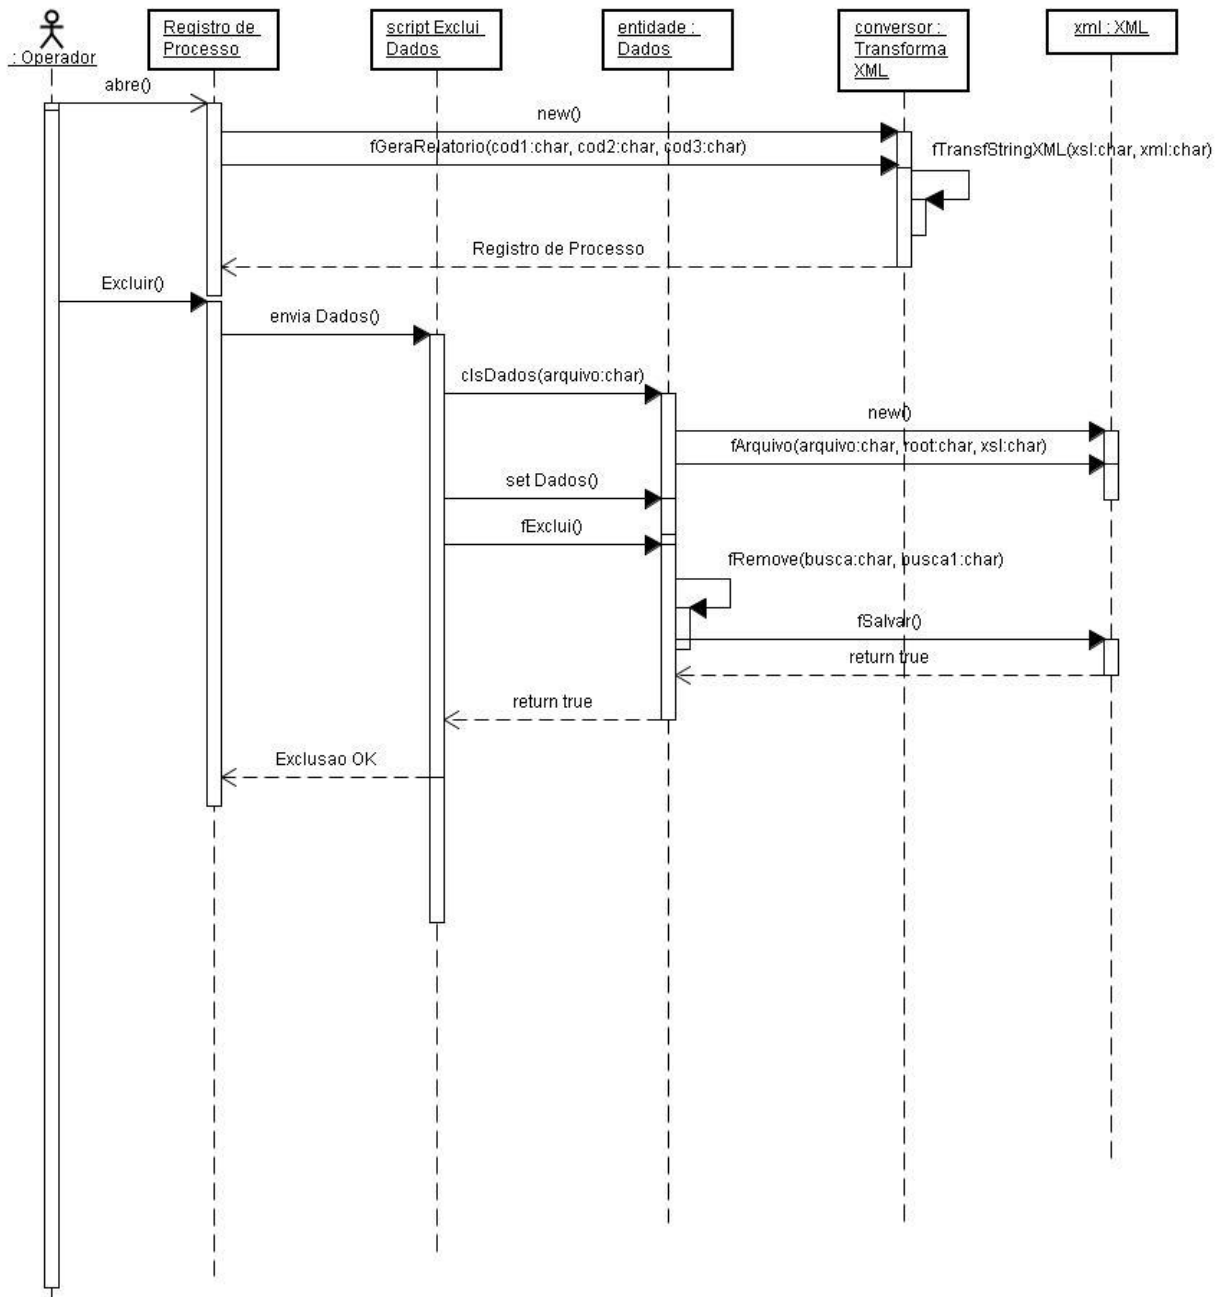 : Operador
Registro de
Processo
script Exclui
Dados
entidade :
Dados
conversor :
Transforma
XML
xml : XML
abre()
new()
fGeraRelatorio(cod1:char, cod2:char, cod3:char)
fTransfStringXML(xsl:char, xml:char)
Registro de Processo
Excluir()
envia Dados()
clsDados(arquivo:char)
new()
fArquivo(arquivo:char, root:char, xsl:char)
set Dados()
fExclui()
fRemove(busca:char, busca1:char)
fSalvar()
return true
return true
Exclusao OK